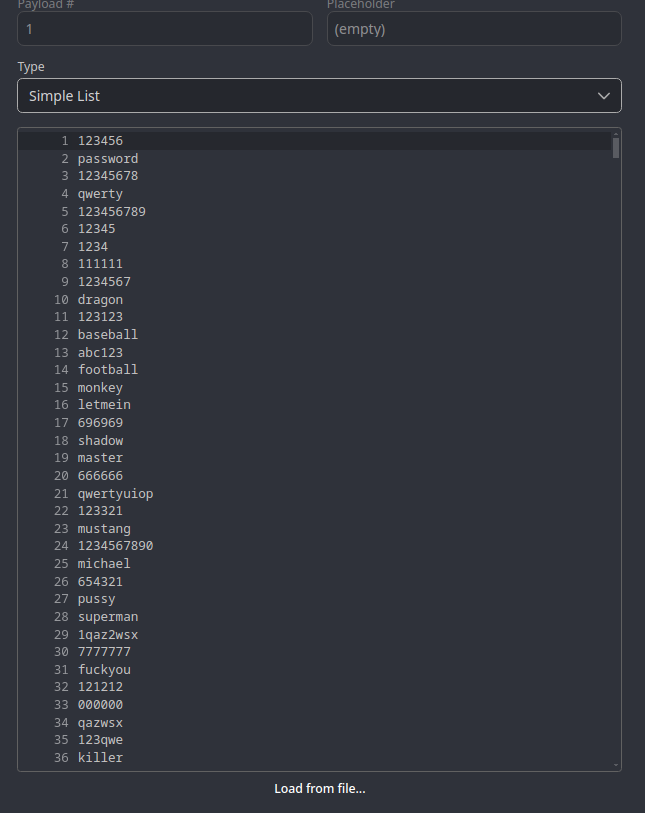 Payload #
Placeholder
1
(empty)
Type
Simple List
1 123456
2 password
3 12345678
4 qwerty
5 123456789
6 12345
7 1234
8 111111
9 1234567
10 dragon
11 123123
12 baseball
13 abc123
14 football
15 monkey
16 letmein
17 696969
18 shadow
19 master
20 666666
21 qwertyuiop
22 123321
23 mustang
24 1234567890
25 michael
26 654321
27 pussy
28 superman
29 1qaz2wsx
30 7777777
31 fuckyou
32 121212
33 000000
34 qazwsx
35 123qwe
36 killer
Load from file...